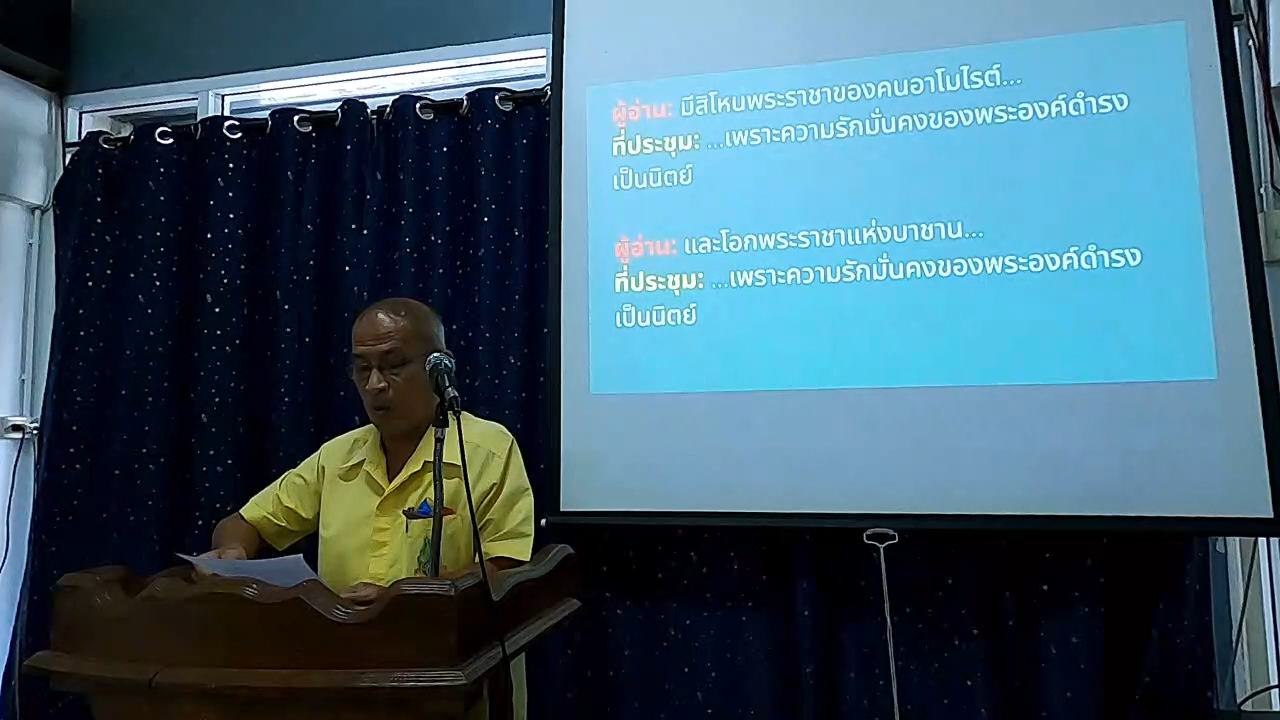 ผู้อ่าน: มีสิโหนพระราชาของคนอาโมไรต์...
ที่ประชุม: ...เพราะความรักมั่นคงของพระองค์ดำรง
เป็นนิตย์
ผู้อ่าน: และโอกพระราชาแห่งบาชาน...
ที่ประชุม: ...เพราะความรักมั่นคงของพระองค์ดำรง
เป็นนิตย์